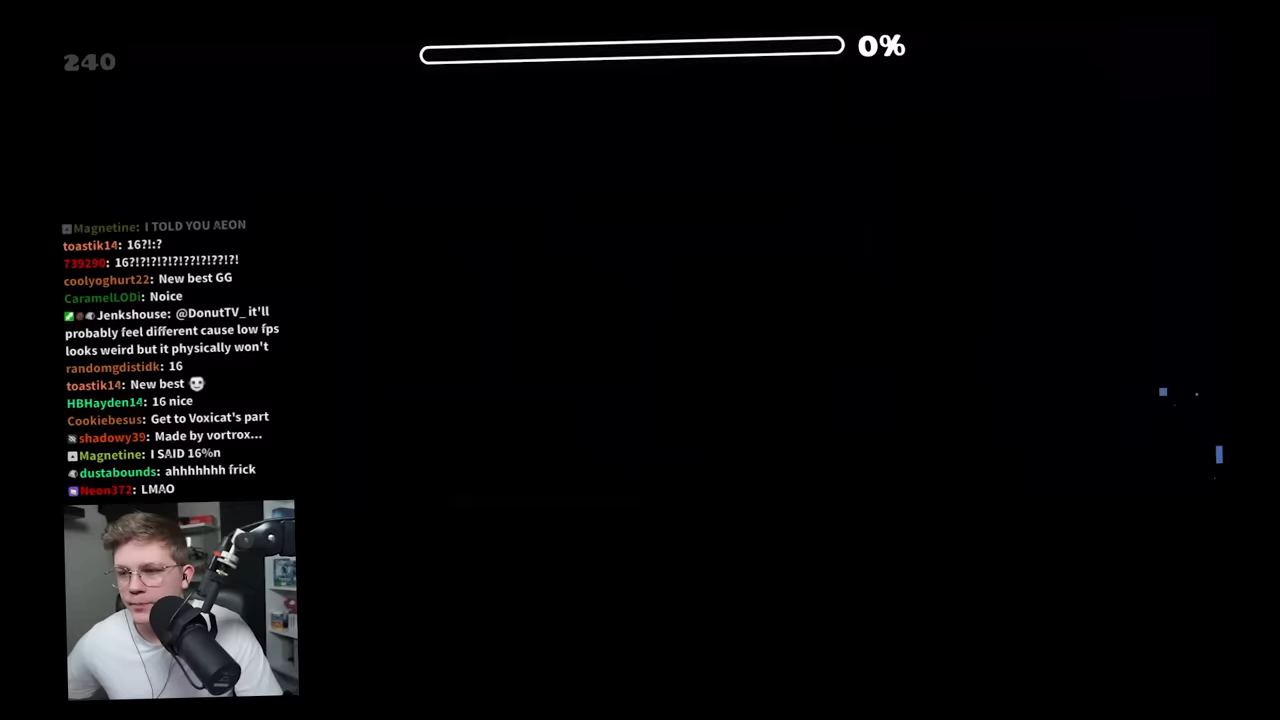 240
0%
Magnetine: I TOLD YOU AEON
toastik14: 16?!:?
739290: 16?!?!?!?!?!??!?!??!?!
coolyoghurt22: New best GG
CaramelLODi: Noice
Jenkshouse: @DonutTV_ it'll
probably feel different cause low fps
looks weird but it physically won't
randomgdistidk: 16
toastik14: New best
HBHayden14: 16 nice
Cookiebesus: Get to Voxicat's part
shadowy39: Made by vortrox...
Magnetine: I SAID 16%n
dustabounds: ahhhhhhh frick
Neon372: LMAO